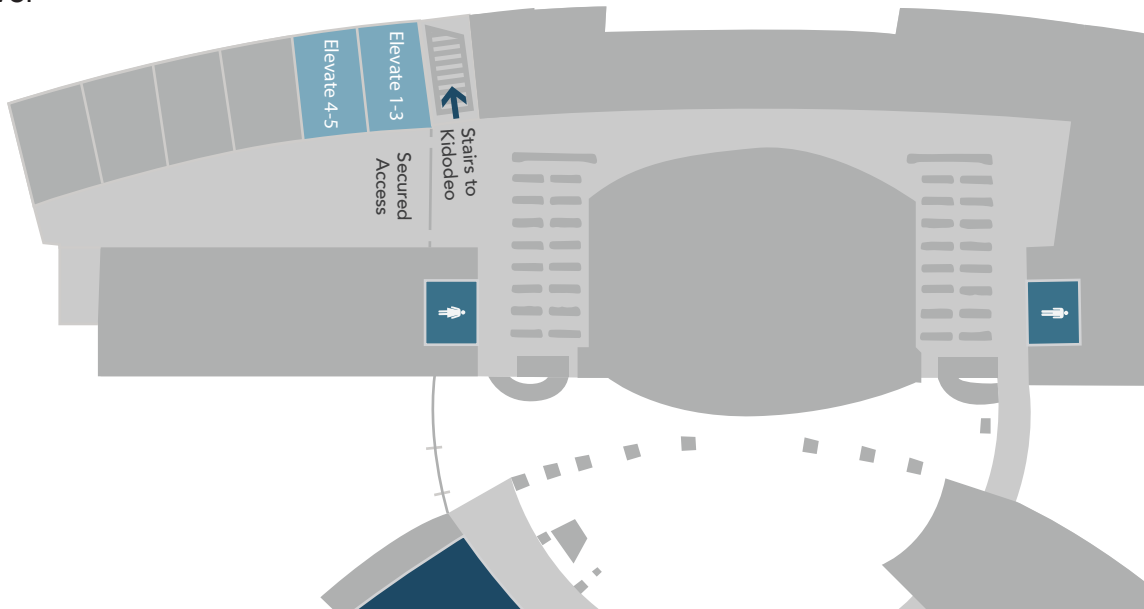 Elevate 4-5
Elevate 1-3
Stairs to
Kidodeo
Secured
Access